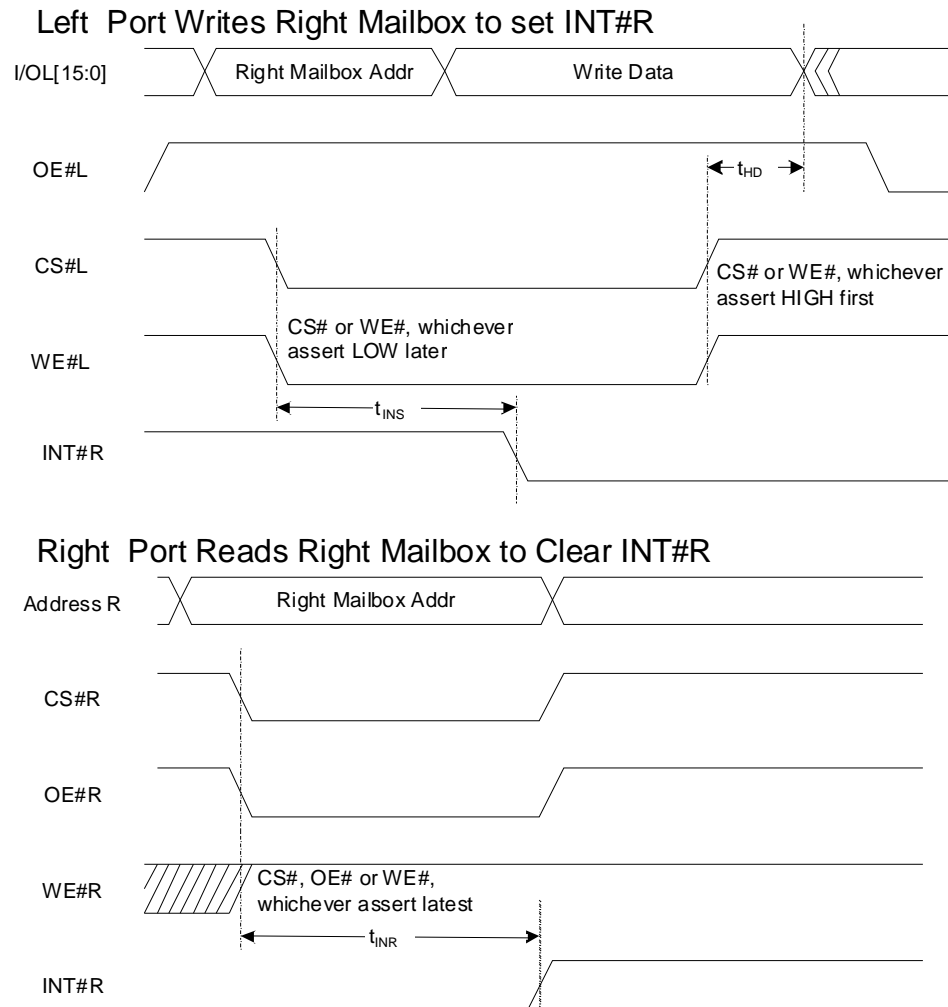 Left Port Writes Right Mailbox to set INT#R
I/OL[15:0]
Right Mailbox Addr
Write Data
OE#L
tHD
CS#L
CS# or WE#, whichever
assert HIGH first
CS# or WE#, whichever
assert LOW later
WE#L
tINS
INT#R
Right Port Reads Right Mailbox to Clear INT#R
Address R
Right Mailbox Addr
CS#R
OE#R
WE#R
CS#, OE# or WE#,
whichever assert latest
tINR
INT#R